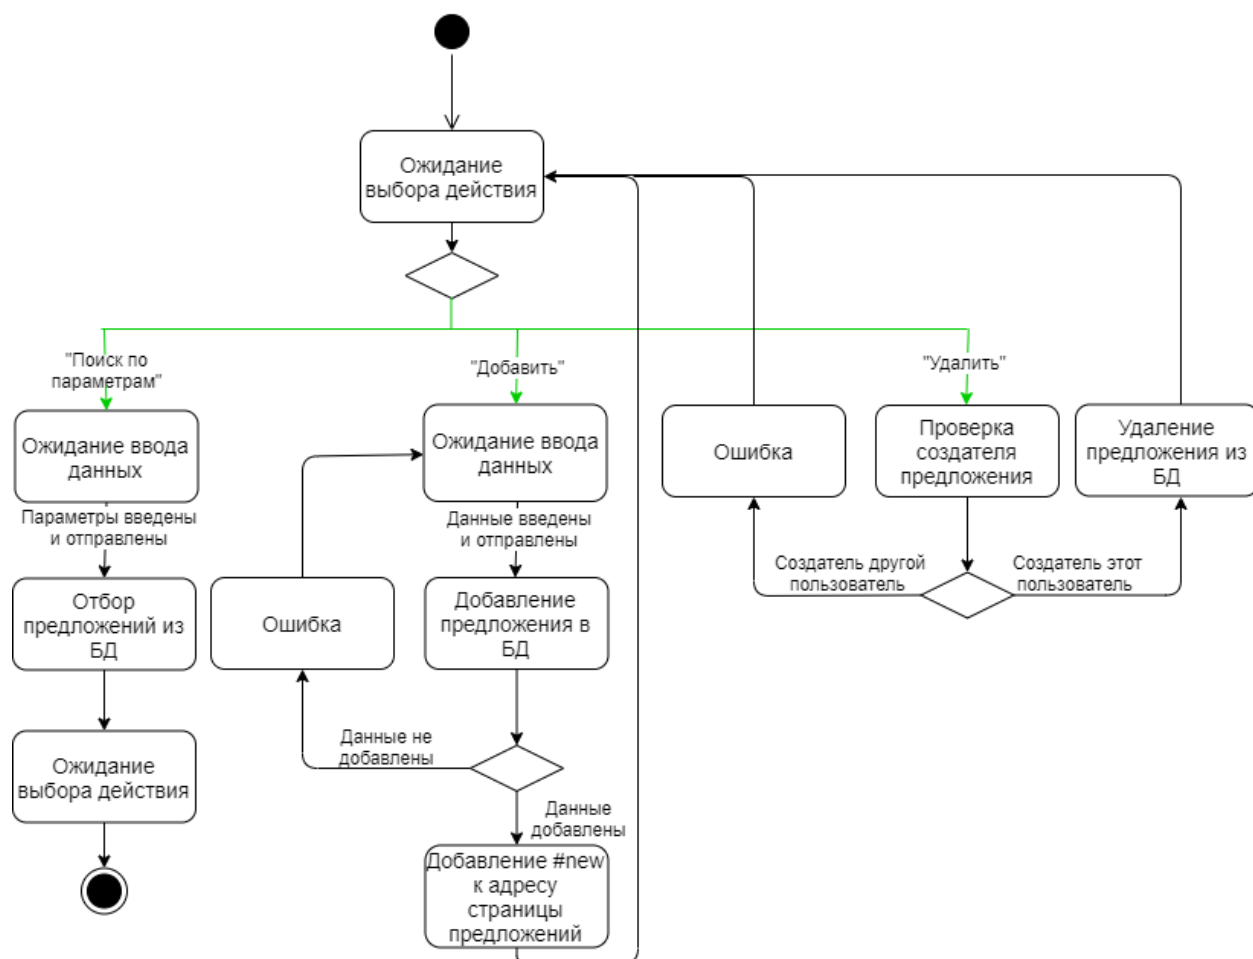 Ожидание
выбора действия
"Поиск по
параметрам"
"Добавить"
"Удалить"
Ожидание ввода
данных
Ожидание ввода
данных
Ошибка
Проверка
создателя
предложения
Удаление
предложения из
БД
Параметры введены
и отправлены
Данные введены
и отправлены
Создатель другой
пользователь
Создатель этот
пользователь
Отбор
предложений из
БД
Ошибка
Добавление
предложения в
БД
Ожидание
выбора действия
Данные не
добавлены
Данные
добавлены
Добавление #new
к адресу
страницы
предложений